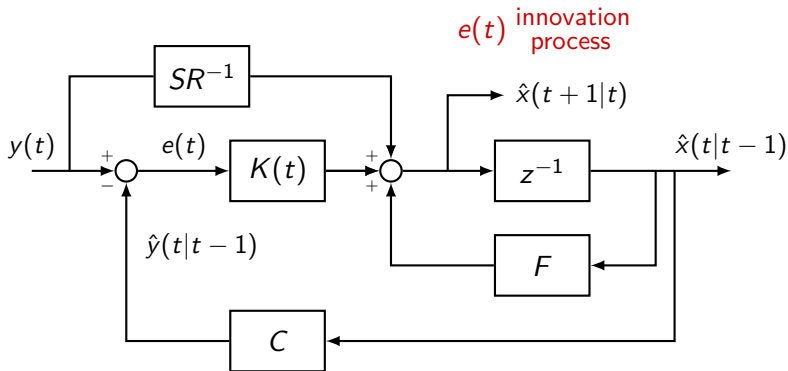 e(t) innovation
process
SR⁻¹
x̂(t + 1|t)
y(t)
+
−
e(t)
K(t)
+
+
z⁻¹
x̂(t|t − 1)
ŷ(t|t − 1)
F
C